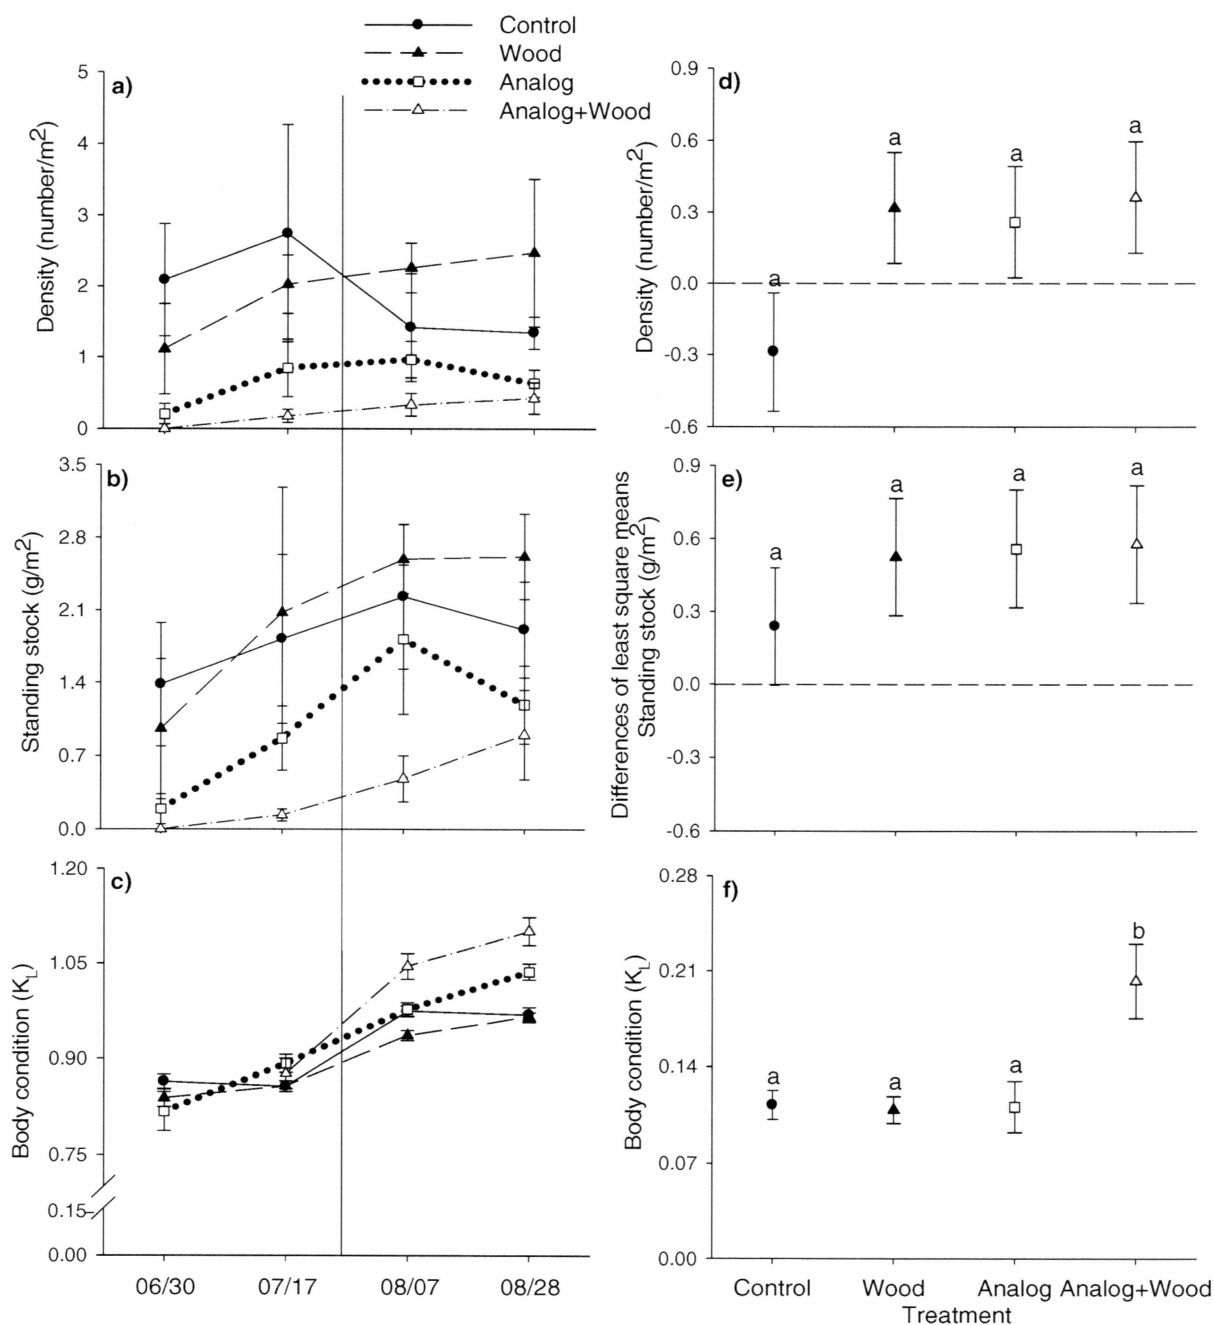 Control
Wood
Analog
Analog+Wood
a)
5
4
3
2
1
0
Density (number/m²)
d)
0.9
0.6
0.3
0.0
-0.3
-0.6
Density (number/m²)
a
a
a
a
b)
3.5
2.8
2.1
1.4
0.7
0.0
Standing stock (g/m²)
e)
0.9
0.6
0.3
0.0
-0.3
-0.6
Differences of least square means
Standing stock (g/m²)
a
a
a
a
c)
1.20
1.05
0.90
0.75
0.15
0.00
Body condition (K_L)
06/30
07/17
08/07
08/28
f)
0.28
0.21
0.14
0.07
0.00
Body condition (K_L)
a
a
a
b
Control
Wood
Analog
Analog+Wood
Treatment